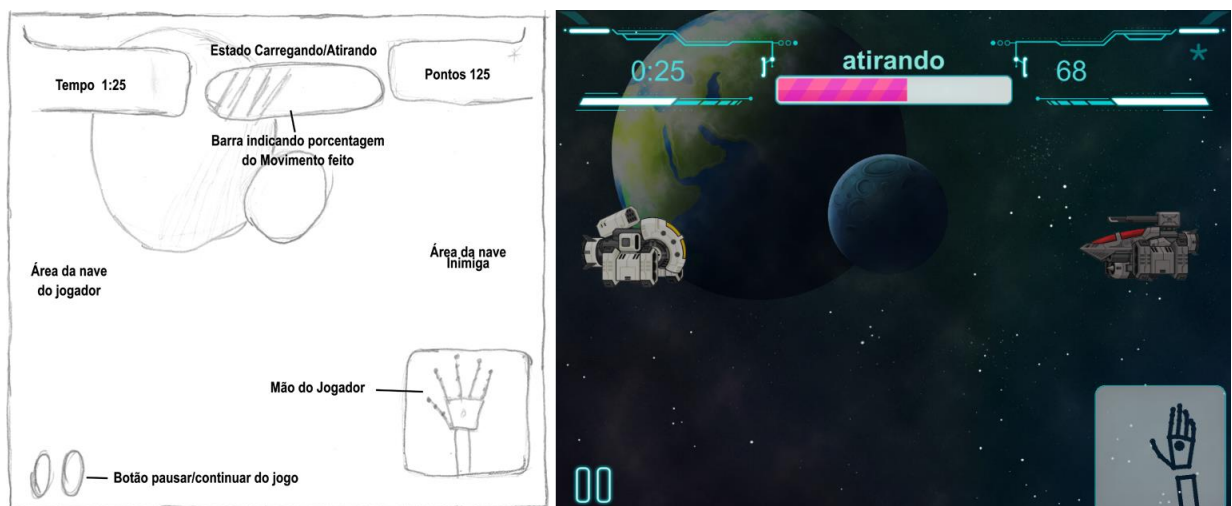 Estado Carregando/Atirando
Tempo 1:25
Pontos 125
*
Barra indicando porcentagem
do Movimento feito
Área da nave
do jogador
Área da nave
Inimiga
Mão do Jogador
Botão pausar/continuar do jogo
atirando
0:25
68
*